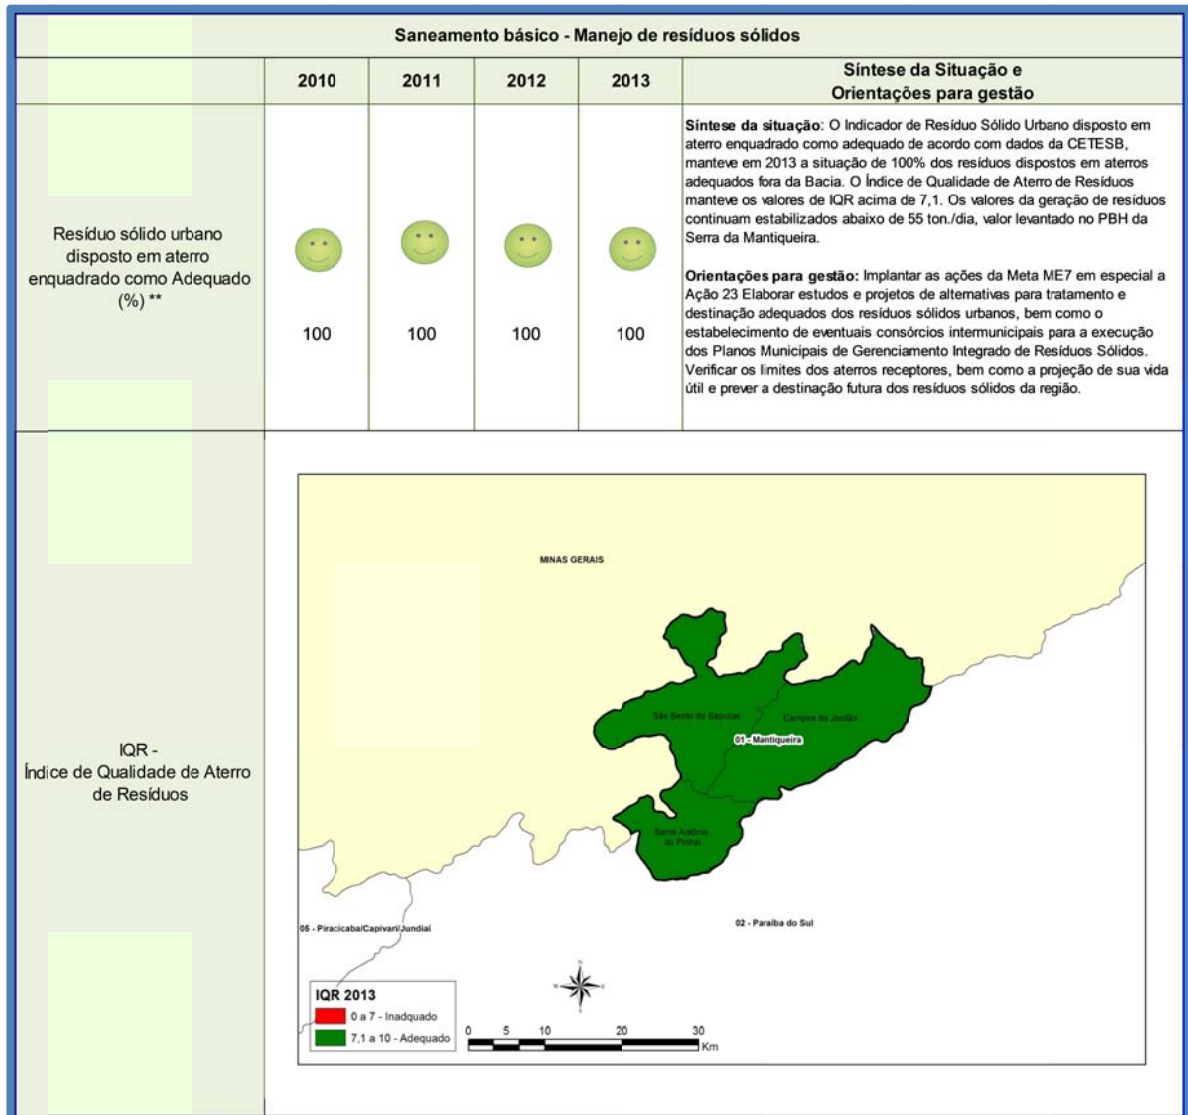 Saneamento básico - Manejo de resíduos sólidos
2010 2011 2012 2013
Síntese da Situação e
Orientações para gestão
Resíduo sólido urbano
disposto em aterro
enquadrado como Adequado
(%) **
100 100 100 100
Síntese da situação: O Indicador de Resíduo Sólido Urbano disposto em
aterro enquadrado como adequado de acordo com dados da CETESB,
manteve em 2013 a situação de 100% dos resíduos dispostos em aterros
adequados fora da Bacia. O Índice de Qualidade de Aterro de Resíduos
manteve os valores de IQR acima de 7,1. Os valores da geração de resíduos
continuam estabilizados abaixo de 55 ton./dia, valor levantado no PBH da
Serra da Mantiqueira.
Orientações para gestão: Implantar as ações da Meta ME7 em especial a
Ação 23 Elaborar estudos e projetos de alternativas para tratamento e
destinação adequados dos resíduos sólidos urbanos, bem como o
estabelecimento de eventuais consórcios intermunicipais para a execução
dos Planos Municipais de Gerenciamento Integrado de Resíduos Sólidos.
Verificar os limites dos aterros receptores, bem como a projeção de sua vida
útil e prever a destinação futura dos resíduos sólidos da região.
IQR -
Índice de Qualidade de Aterro
de Resíduos
MINAS GERAIS
São Bento do Sapucaí
Campos do Jordão
01 - Mantiqueira
Santo Antônio
do Pinhal
05 - Piracicaba/Capivari/Jundiaí
02 - Paraíba do Sul
N
W E
S
IQR 2013
0 a 7 - Inadquado
7,1 a 10 - Adequado
0 5 10 20 30
Km